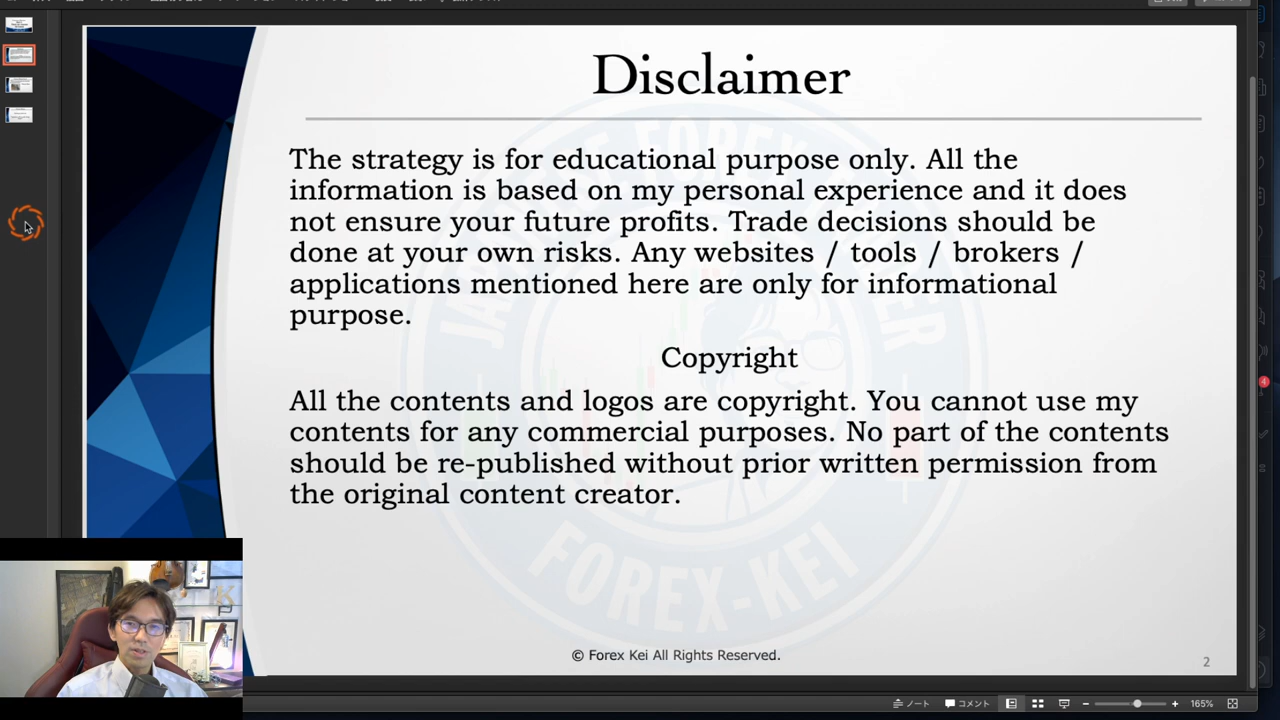 Disclaimer
The strategy is for educational purpose only. All the
information is based on my personal experience and it does
not ensure your future profits. Trade decisions should be
done at your own risks. Any websites / tools / brokers /
applications mentioned here are only for informational
purpose.
Copyright
All the contents and logos are copyright. You cannot use my
contents for any commercial purposes. No part of the contents
should be re-published without prior written permission from
the original content creator.
FOREX-KEI
© Forex Kei All Rights Reserved.
2
4
ノート
コメント
165%